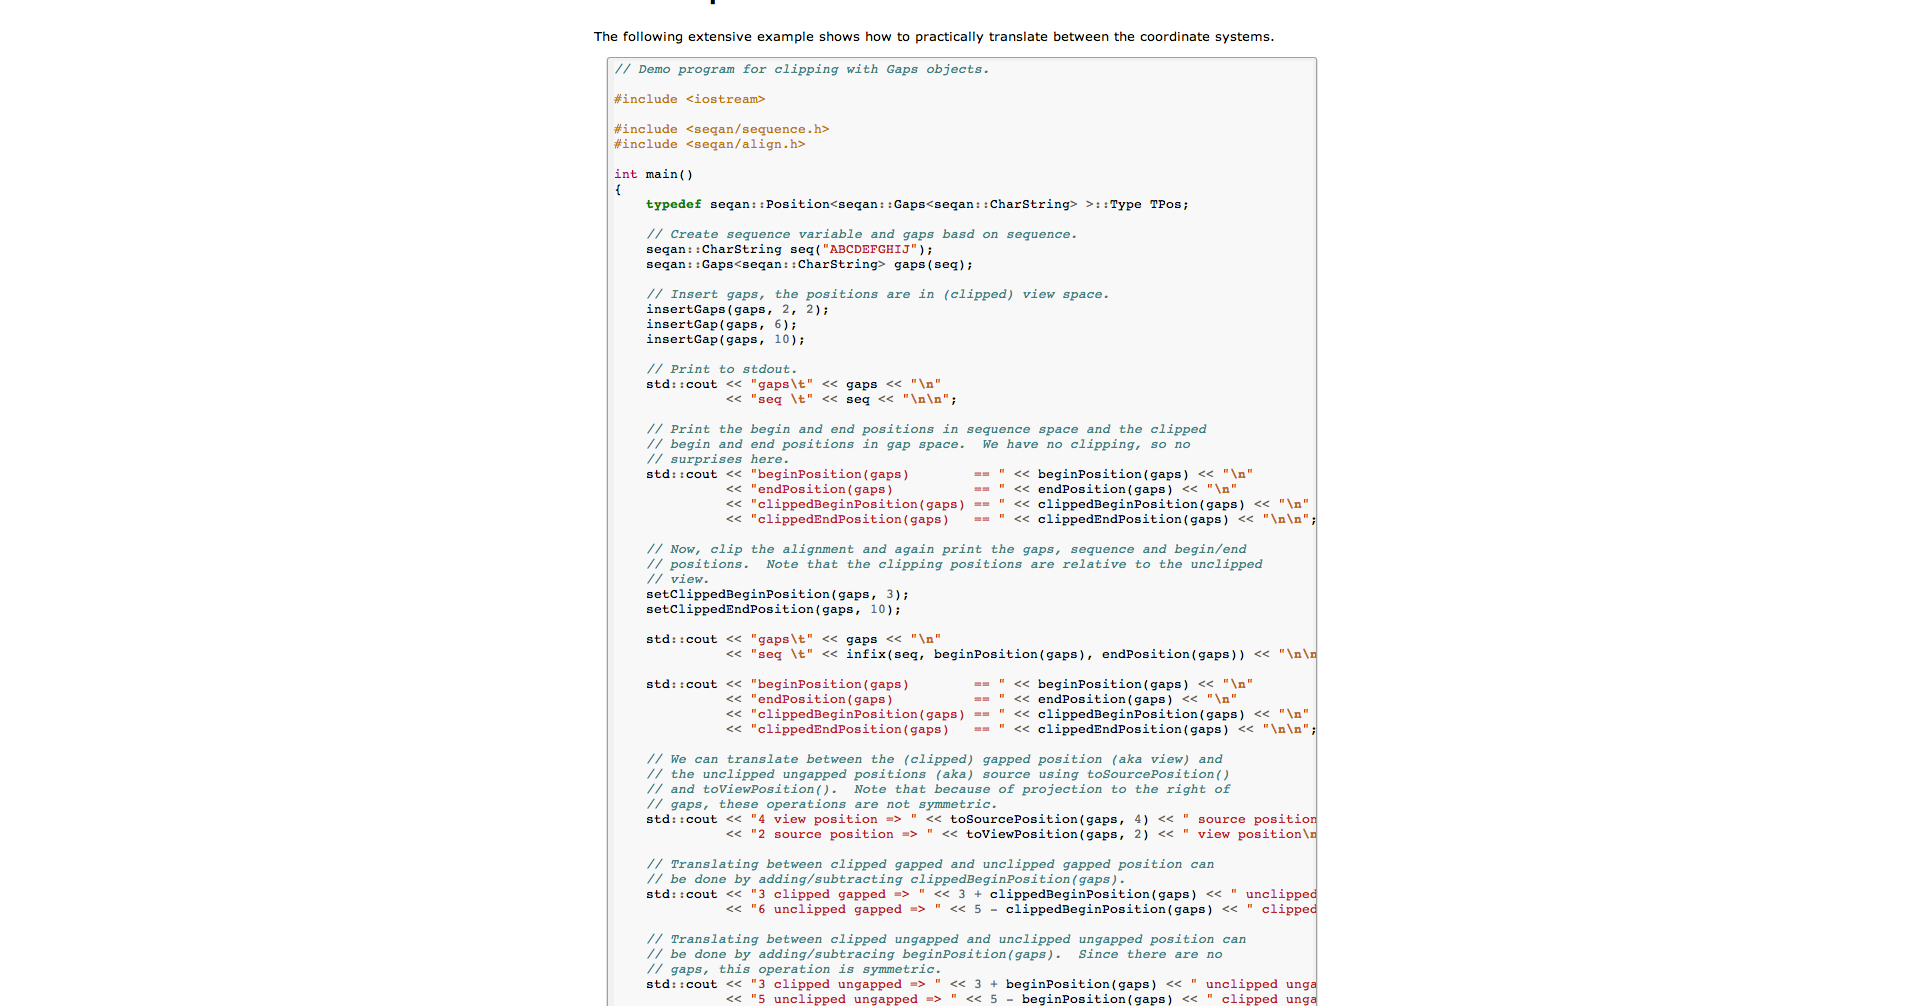 The following extensive example shows how to practically translate between the coordinate systems.
// Demo program for clipping with Gaps objects.

#include <iostream>

#include <seqan/sequence.h>
#include <seqan/align.h>

int main()
{
    typedef seqan::Position<seqan::Gaps<seqan::CharString> >::Type TPos;

    // Create sequence variable and gaps basd on sequence.
    seqan::CharString seq("ABCDEFGHIJ");
    seqan::Gaps<seqan::CharString> gaps(seq);

    // Insert gaps, the positions are in (clipped) view space.
    insertGaps(gaps, 2, 2);
    insertGap(gaps, 6);
    insertGap(gaps, 10);

    // Print to stdout.
    std::cout << "gaps\t" << gaps << "\n"
              << "seq \t" << seq << "\n\n";

    // Print the begin and end positions in sequence space and the clipped
    // begin and end positions in gap space.  We have no clipping, so no
    // surprises here.
    std::cout << "beginPosition(gaps)        == " << beginPosition(gaps) << "\n"
              << "endPosition(gaps)          == " << endPosition(gaps) << "\n"
              << "clippedBeginPosition(gaps) == " << clippedBeginPosition(gaps) << "\n"
              << "clippedEndPosition(gaps)   == " << clippedEndPosition(gaps) << "\n\n";

    // Now, clip the alignment and again print the gaps, sequence and begin/end
    // positions.  Note that the clipping positions are relative to the unclipped
    // view.
    setClippedBeginPosition(gaps, 3);
    setClippedEndPosition(gaps, 10);

    std::cout << "gaps\t" << gaps << "\n"
              << "seq \t" << infix(seq, beginPosition(gaps), endPosition(gaps)) << "\n\n

    std::cout << "beginPosition(gaps)        == " << beginPosition(gaps) << "\n"
              << "endPosition(gaps)          == " << endPosition(gaps) << "\n"
              << "clippedBeginPosition(gaps) == " << clippedBeginPosition(gaps) << "\n"
              << "clippedEndPosition(gaps)   == " << clippedEndPosition(gaps) << "\n\n";

    // We can translate between the (clipped) gapped position (aka view) and
    // the unclipped ungapped positions (aka) source using toSourcePosition()
    // and toViewPosition().  Note that because of projection to the right of
    // gaps, these operations are not symmetric.
    std::cout << "4 view position => " << toSourcePosition(gaps, 4) << " source position
              << "2 source position => " << toViewPosition(gaps, 2) << " view position\n

    // Translating between clipped gapped and unclipped gapped position can
    // be done by adding/subtracting clippedBeginPosition(gaps).
    std::cout << "3 clipped gapped => " << 3 + clippedBeginPosition(gaps) << " unclipped
              << "6 unclipped gapped => " << 5 - clippedBeginPosition(gaps) << " clipped

    // Translating between clipped ungapped and unclipped ungapped position can
    // be done by adding/subtracing beginPosition(gaps).  Since there are no
    // gaps, this operation is symmetric.
    std::cout << "3 clipped ungapped => " << 3 + beginPosition(gaps) << " unclipped unga
              << "5 unclipped ungapped => " << 5 - beginPosition(gaps) << " clipped unga